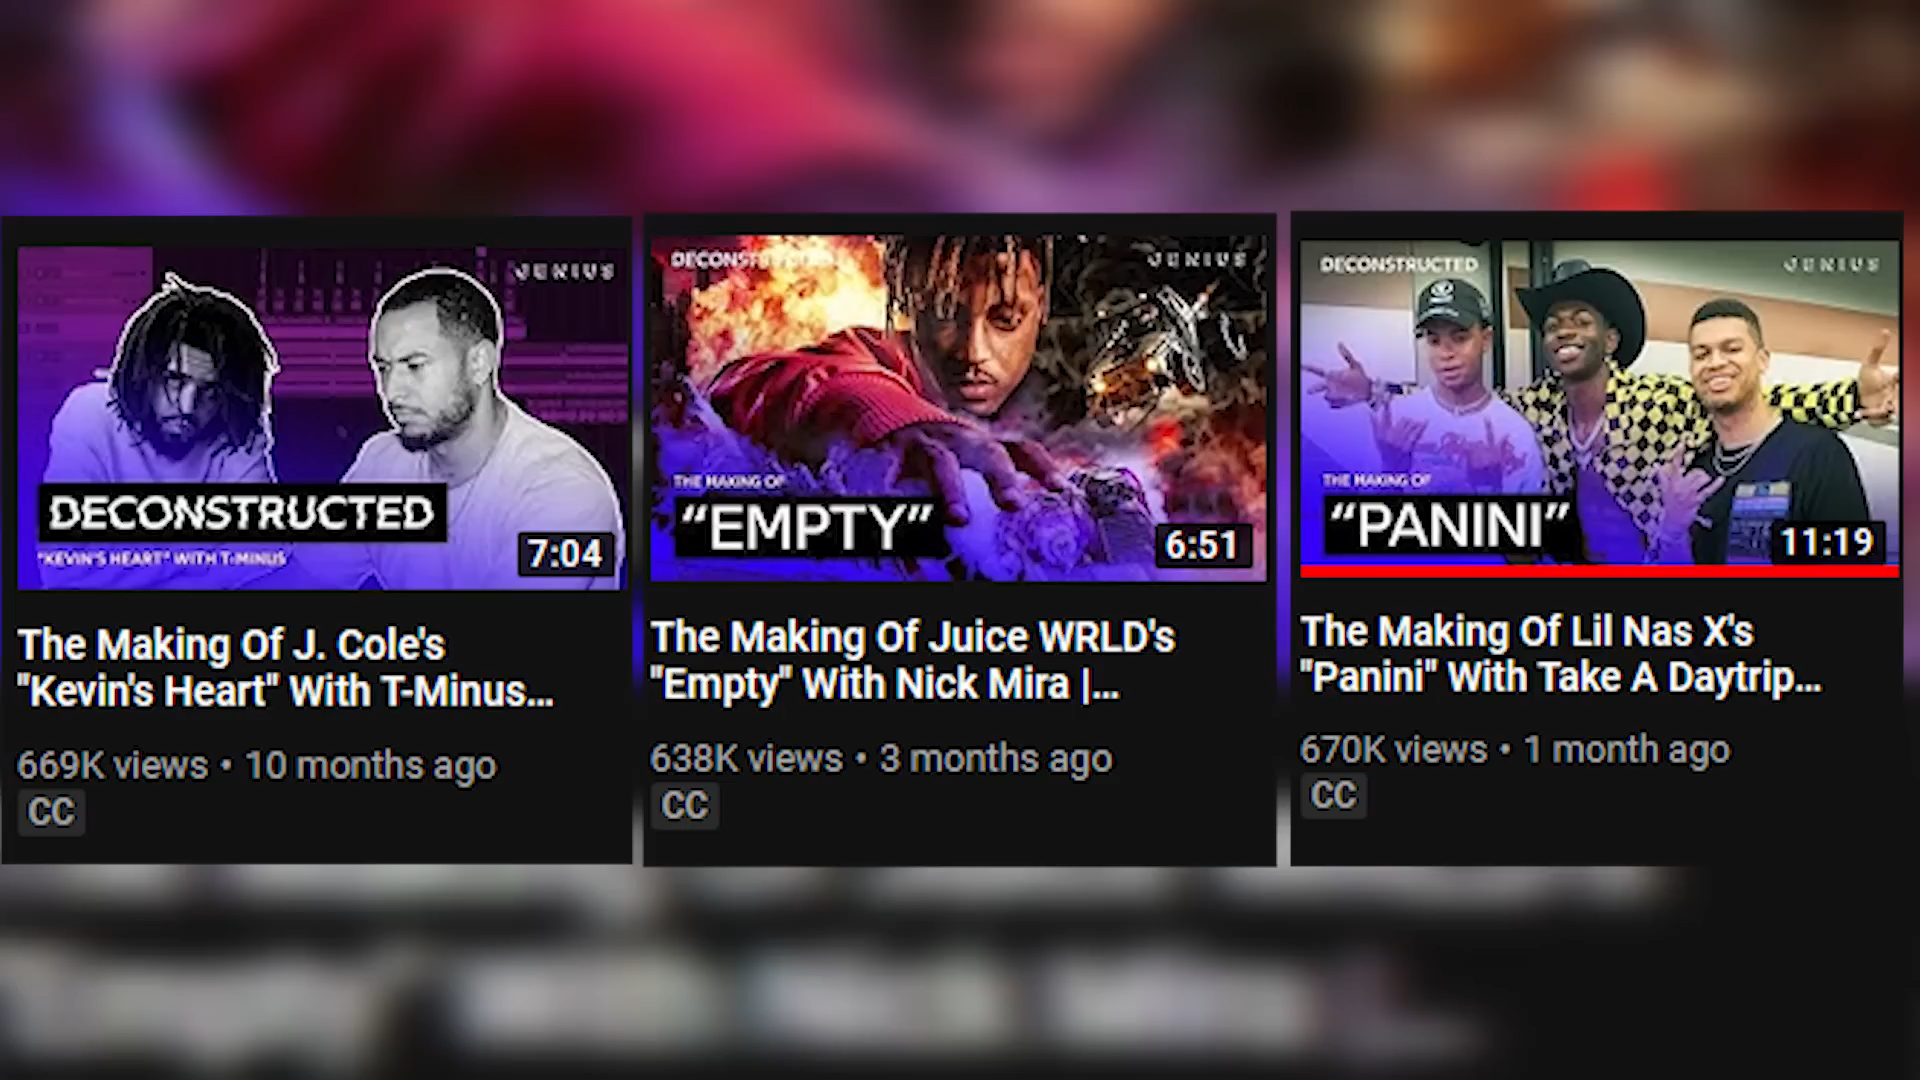 GENIUS
DECONSTRUCTED
"KEVIN'S HEART" WITH T-MINUS
7:04
The Making Of J. Cole's
"Kevin's Heart" With T-Minus...
669K views • 10 months ago
CC
DECONSTRUCTED
GENIUS
THE MAKING OF
“EMPTY”
6:51
The Making Of Juice WRLD's
"Empty" With Nick Mira |...
638K views • 3 months ago
CC
DECONSTRUCTED
GENIUS
THE MAKING OF
“PANINI”
11:19
The Making Of Lil Nas X's
"Panini" With Take A Daytrip...
670K views • 1 month ago
CC